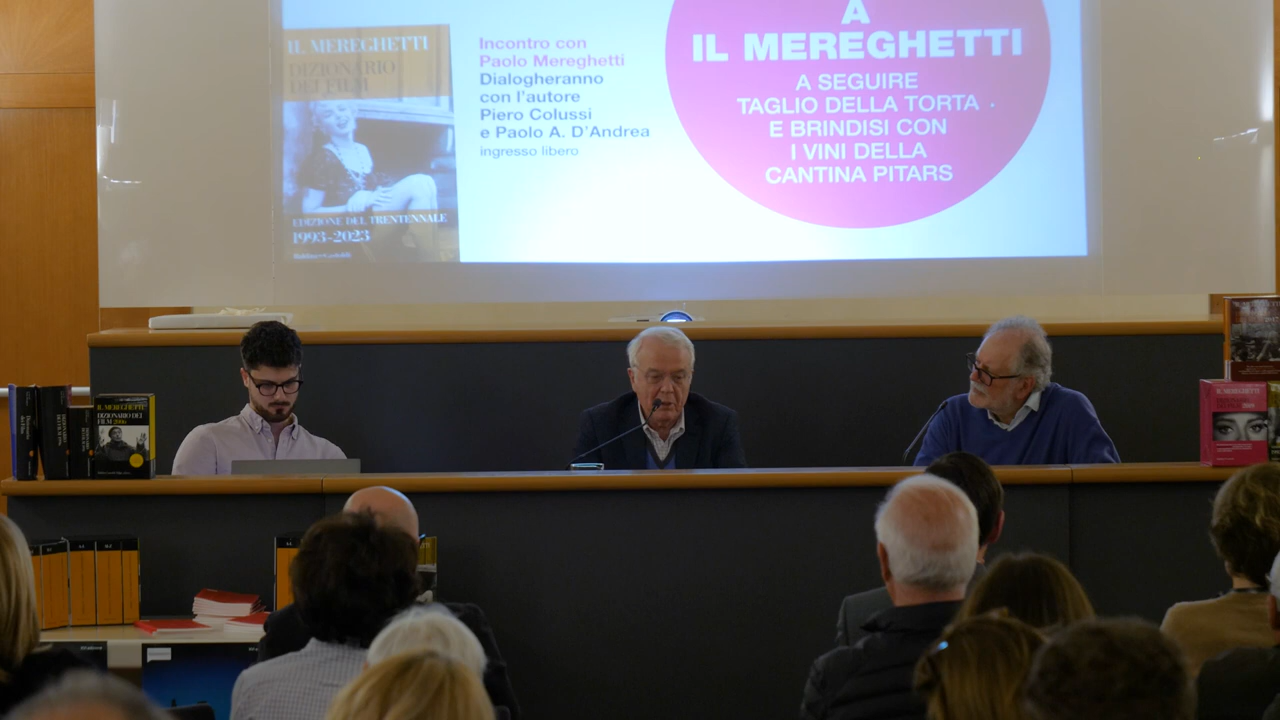 IL MEREGHETTI
DIZIONARIO
DEI FILM
EDIZIONE DEL TRENTENNALE
1993-2023
Incontro con
Paolo Mereghetti
Dialogheranno
con l'autore
Piero Colussi
e Paolo A. D'Andrea
ingresso libero
A
IL MEREGHETTI
A SEGUIRE
TAGLIO DELLA TORTA
E BRINDISI CON
I VINI DELLA
CANTINA PITARS
IL MEREGHETTI
DIZIONARIO DEI
FILM 2006
IL MEREGHETTI